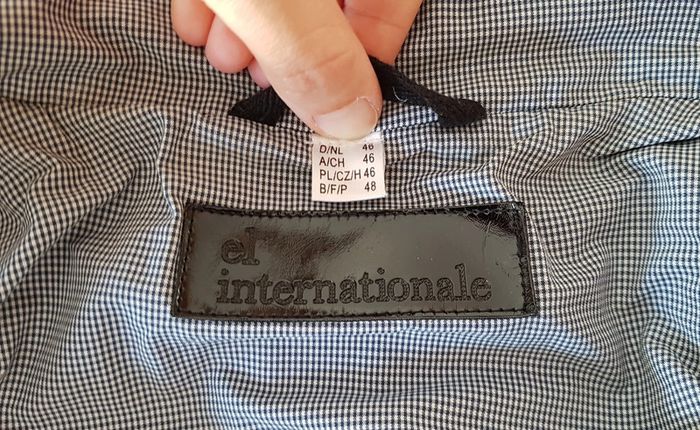 D/NL 46
A/CH 46
PL/CZ/H 46
B/F/P 48
el
internationale